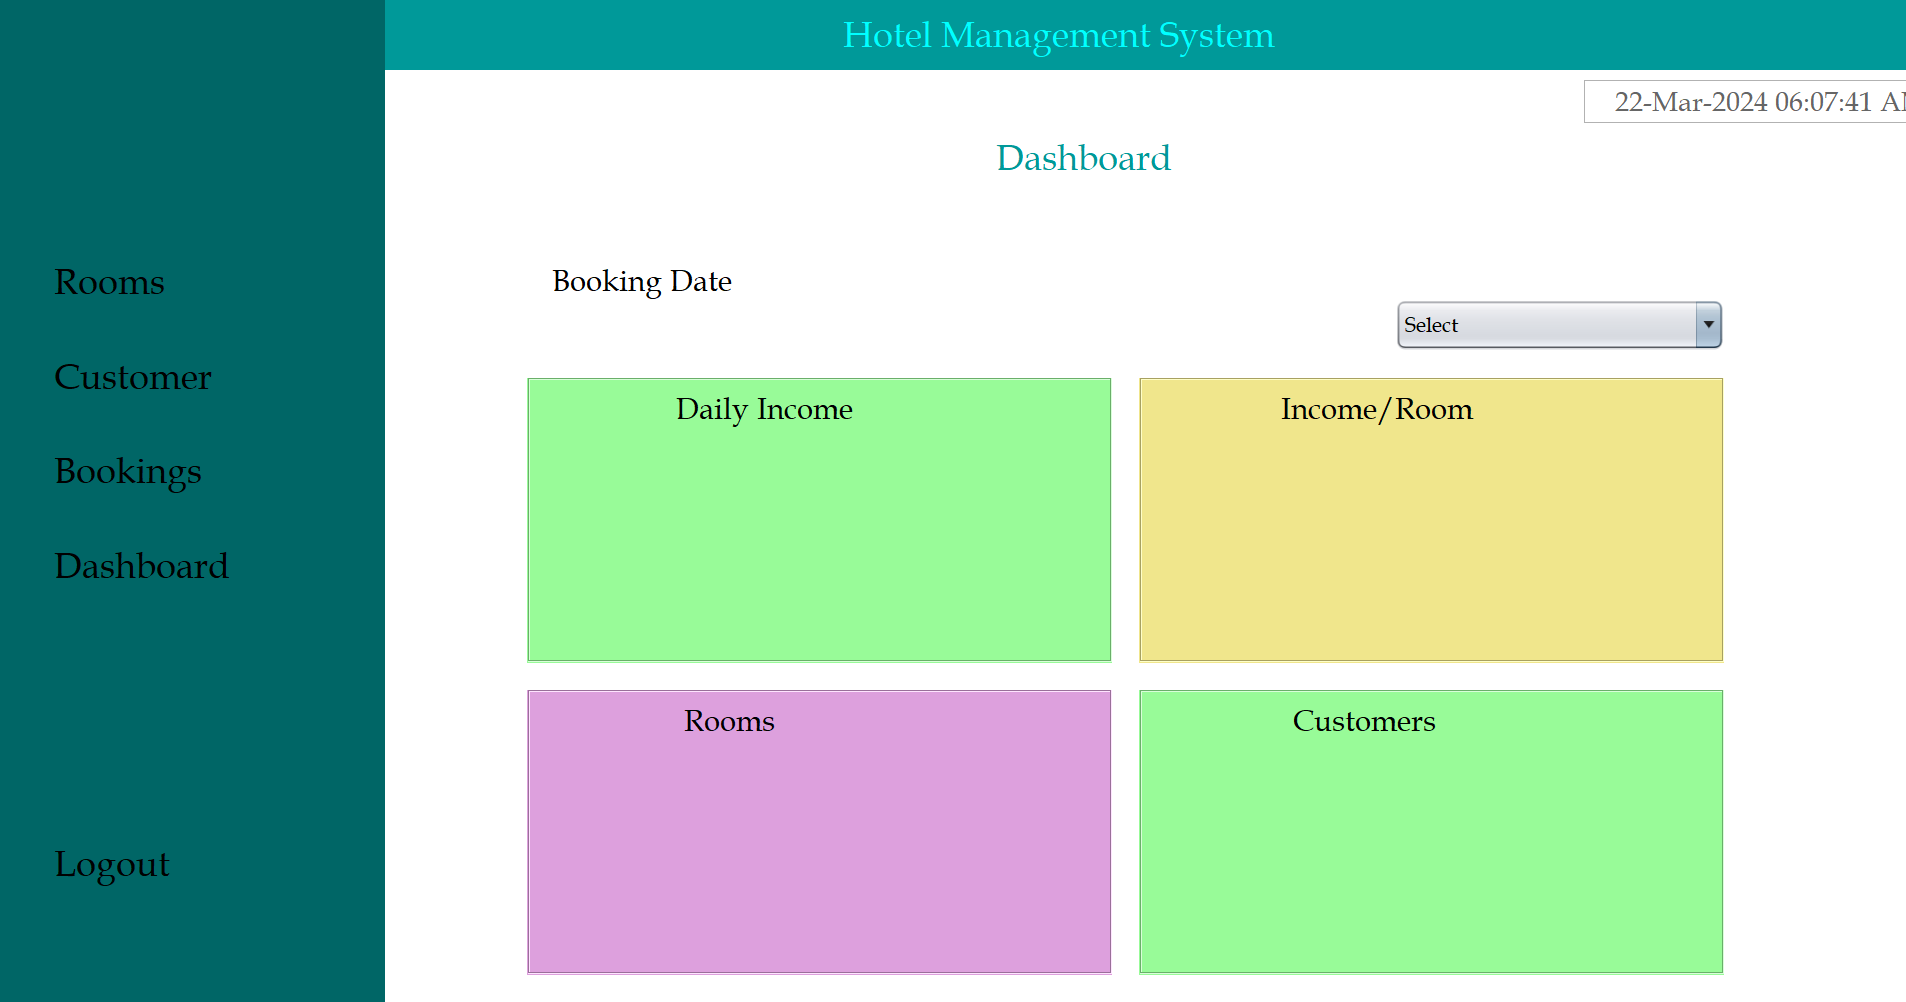 Hotel Management System
22-Mar-2024 06:07:41
Dashboard
Rooms
Customer
Bookings
Dashboard
Logout
Booking Date
Select
Daily Income
Income/Room
Rooms
Customers